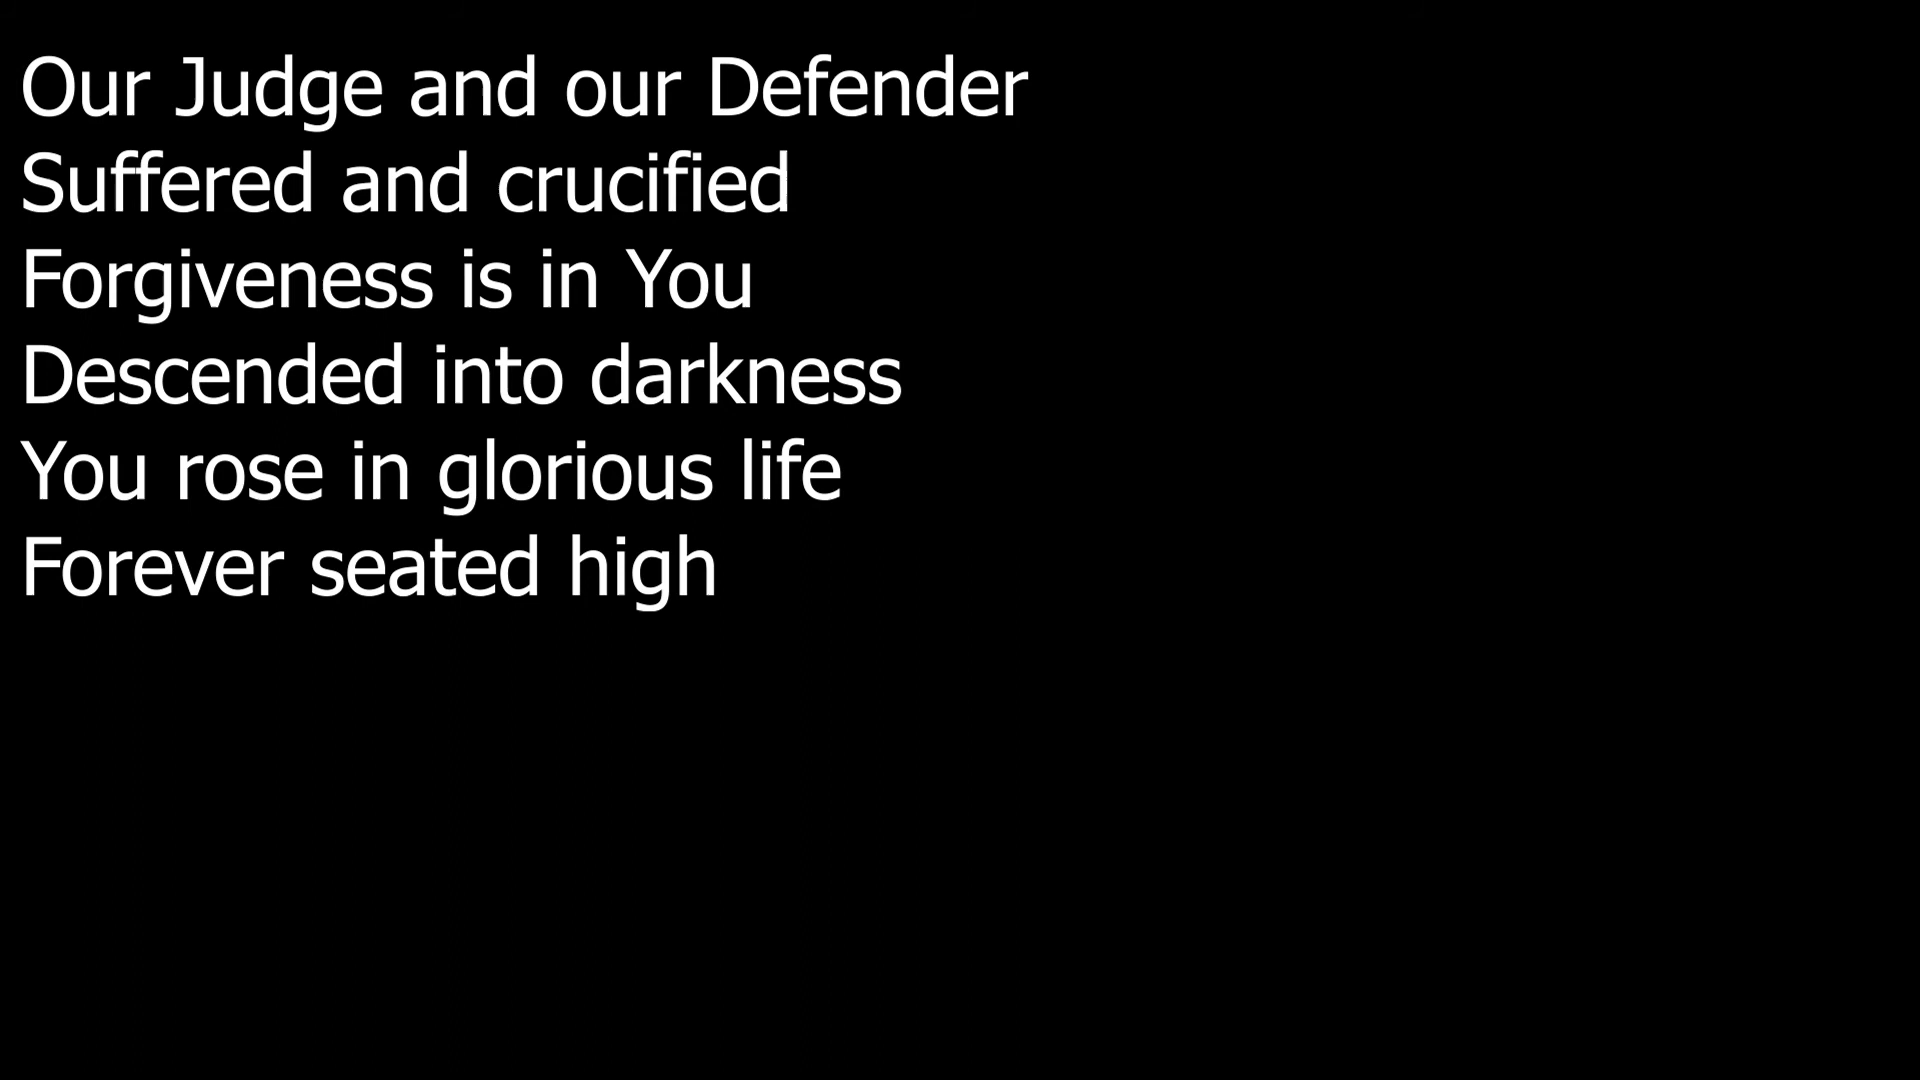 Our Judge and our Defender
Suffered and crucified
Forgiveness is in You
Descended into darkness
You rose in glorious life
Forever seated high